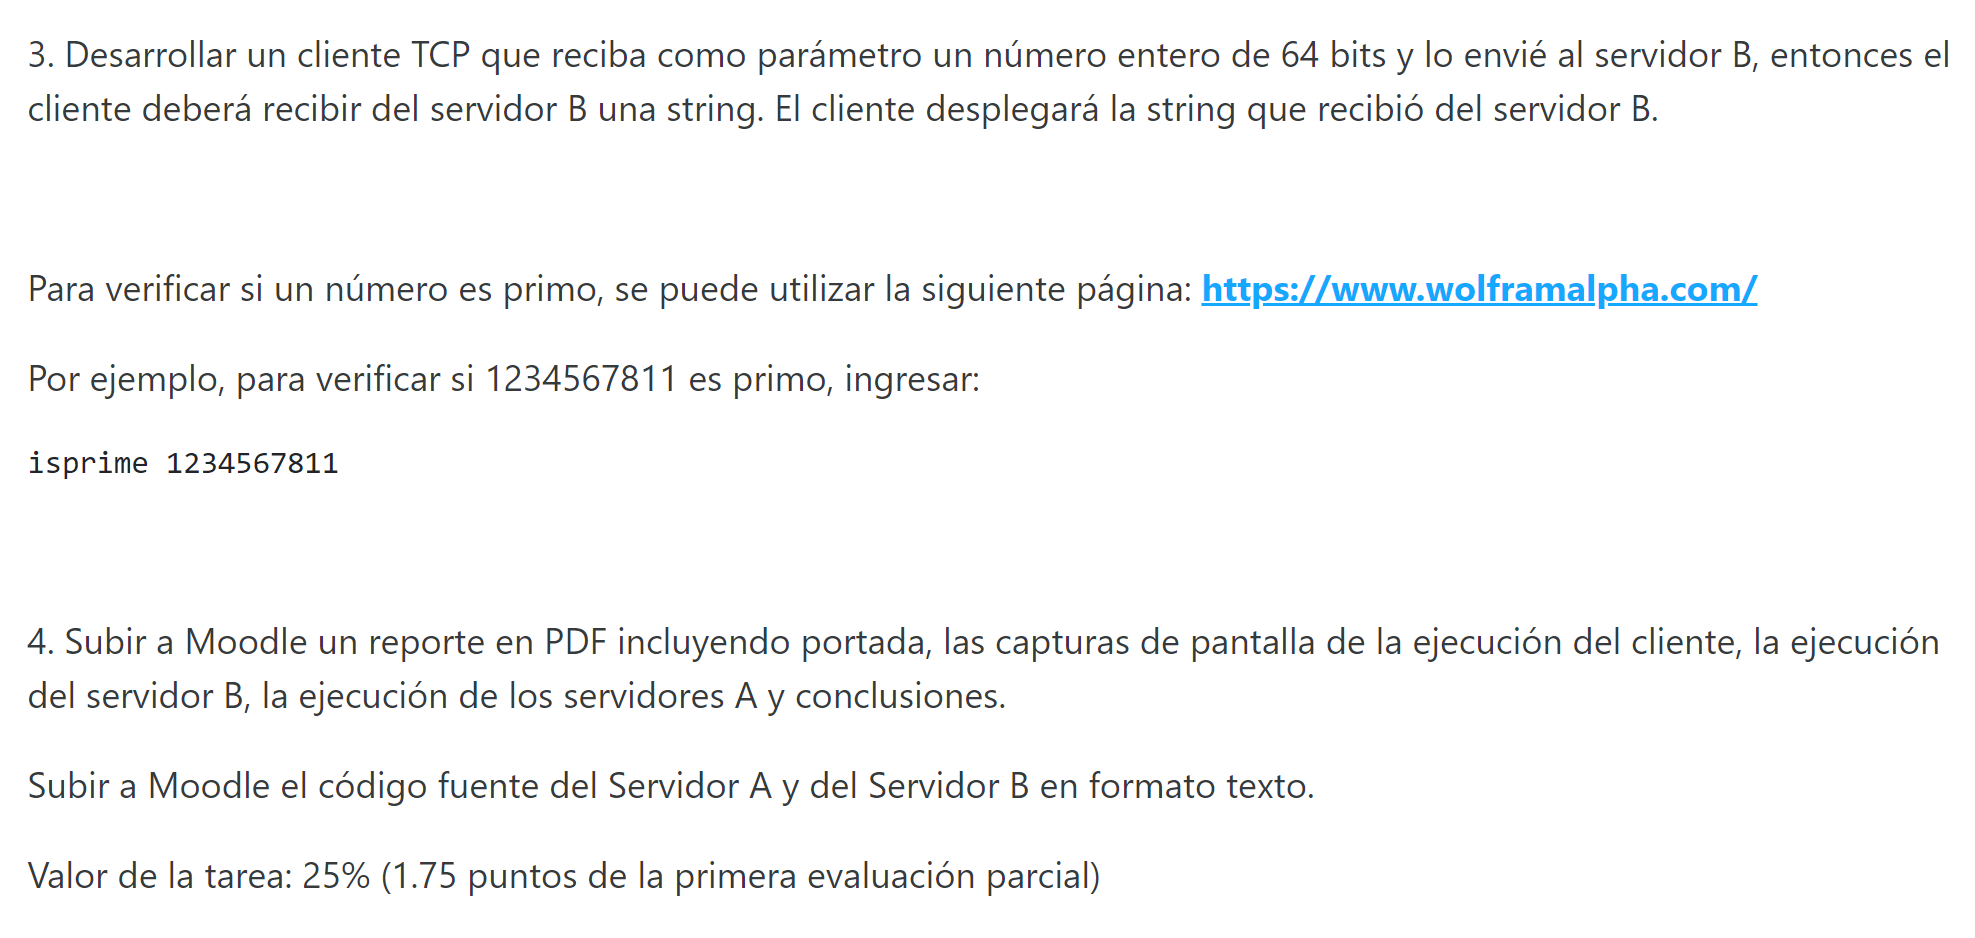 3. Desarrollar un cliente TCP que reciba como parámetro un número entero de 64 bits y lo envié al servidor B, entonces el
cliente deberá recibir del servidor B una string. El cliente desplegará la string que recibió del servidor B.
Para verificar si un número es primo, se puede utilizar la siguiente página: https://www.wolframalpha.com/
Por ejemplo, para verificar si 1234567811 es primo, ingresar:
isprime 1234567811
4. Subir a Moodle un reporte en PDF incluyendo portada, las capturas de pantalla de la ejecución del cliente, la ejecución
del servidor B, la ejecución de los servidores A y conclusiones.
Subir a Moodle el código fuente del Servidor A y del Servidor B en formato texto.
Valor de la tarea: 25% (1.75 puntos de la primera evaluación parcial)